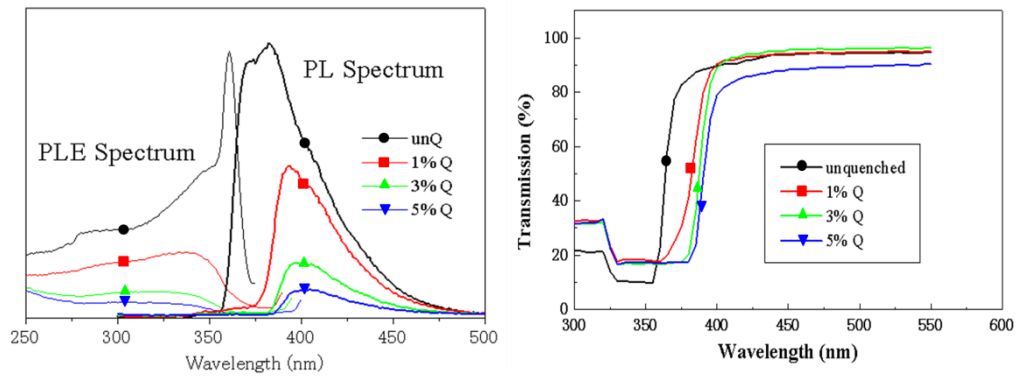 PL Spectrum
PLE Spectrum
unQ
1% Q
3% Q
5% Q
250 300 350 400 450 500
Wavelength (nm)
Transmission (%)
100
80
60
40
20
0
unquenched
1% Q
3% Q
5% Q
300 350 400 450 500 550 600
Wavelength (nm)